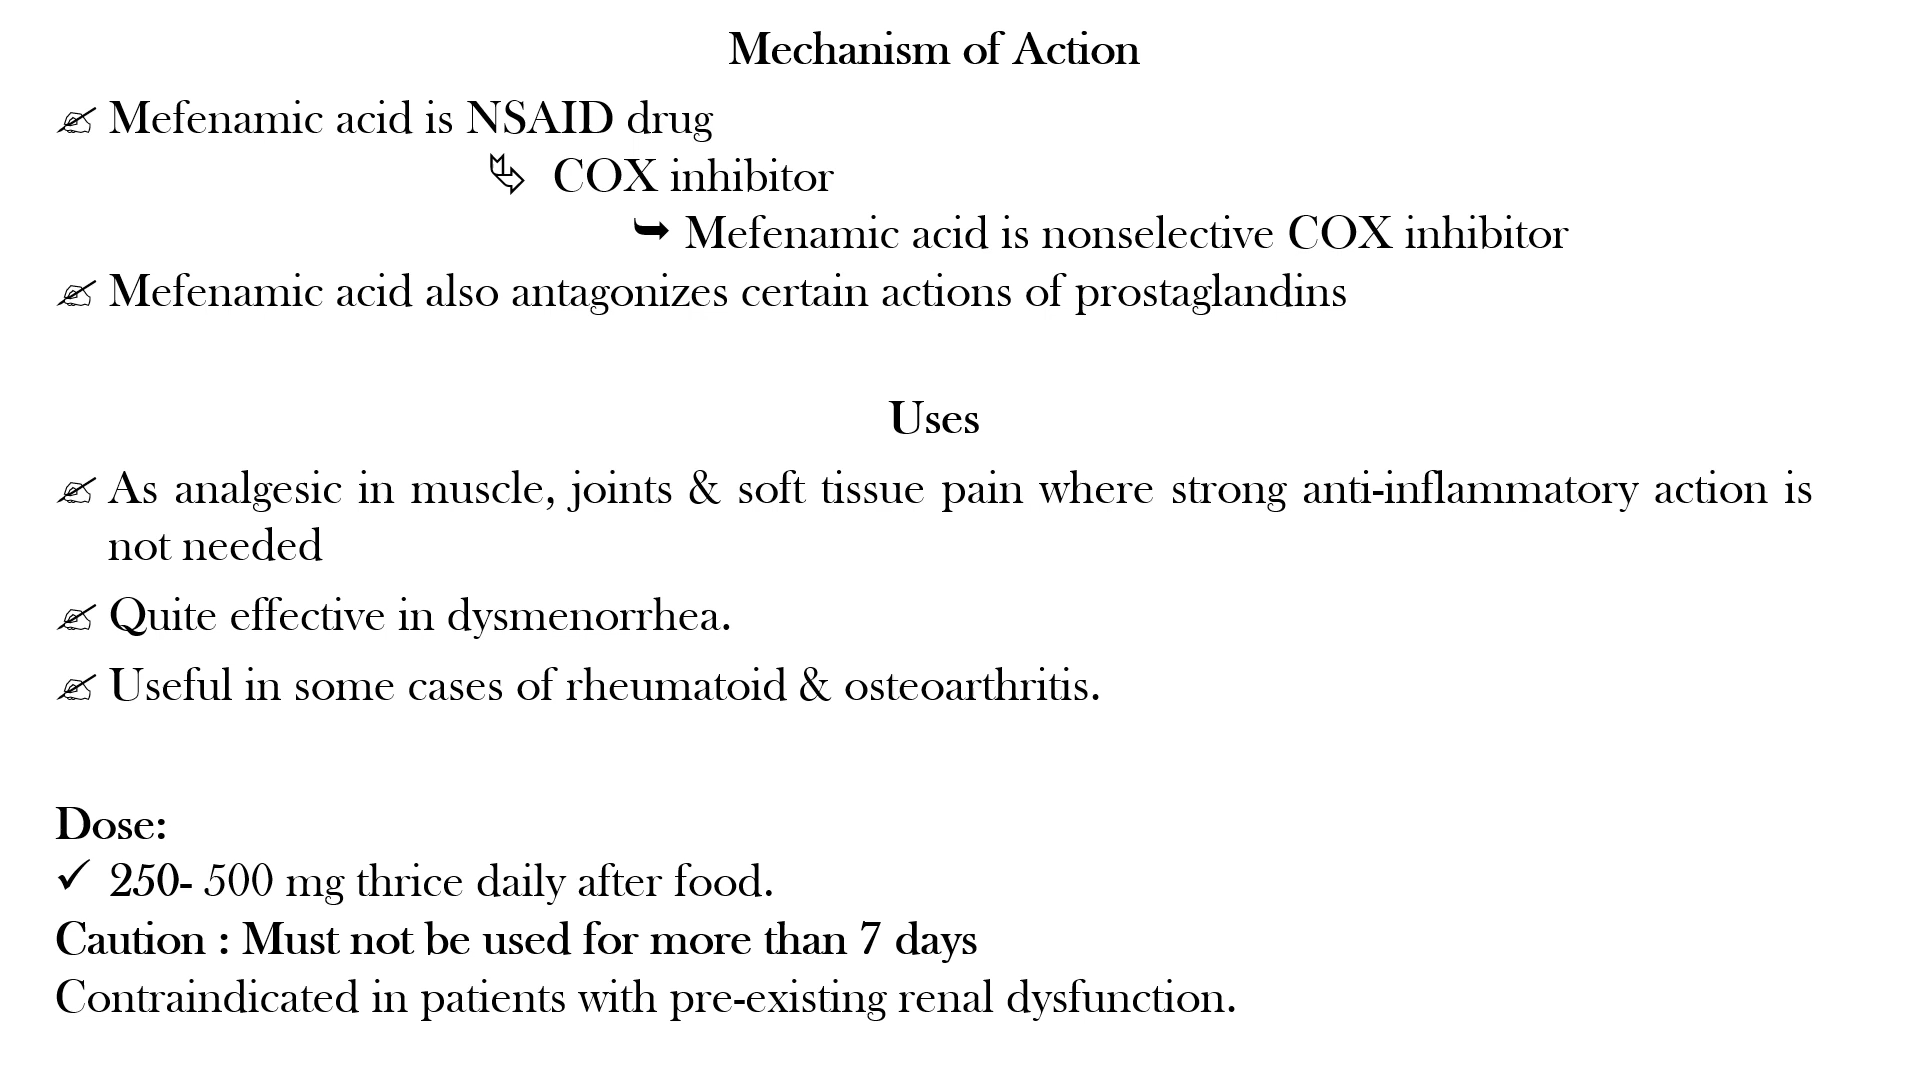 Mechanism of Action
Mefenamic acid is NSAID drug
COX inhibitor
Mefenamic acid is nonselective COX inhibitor
Mefenamic acid also antagonizes certain actions of prostaglandins
Uses
As analgesic in muscle, joints & soft tissue pain where strong anti-inflammatory action is
not needed
Quite effective in dysmenorrhea.
Useful in some cases of rheumatoid & osteoarthritis.
Dose:
250- 500 mg thrice daily after food.
Caution : Must not be used for more than 7 days
Contraindicated in patients with pre-existing renal dysfunction.